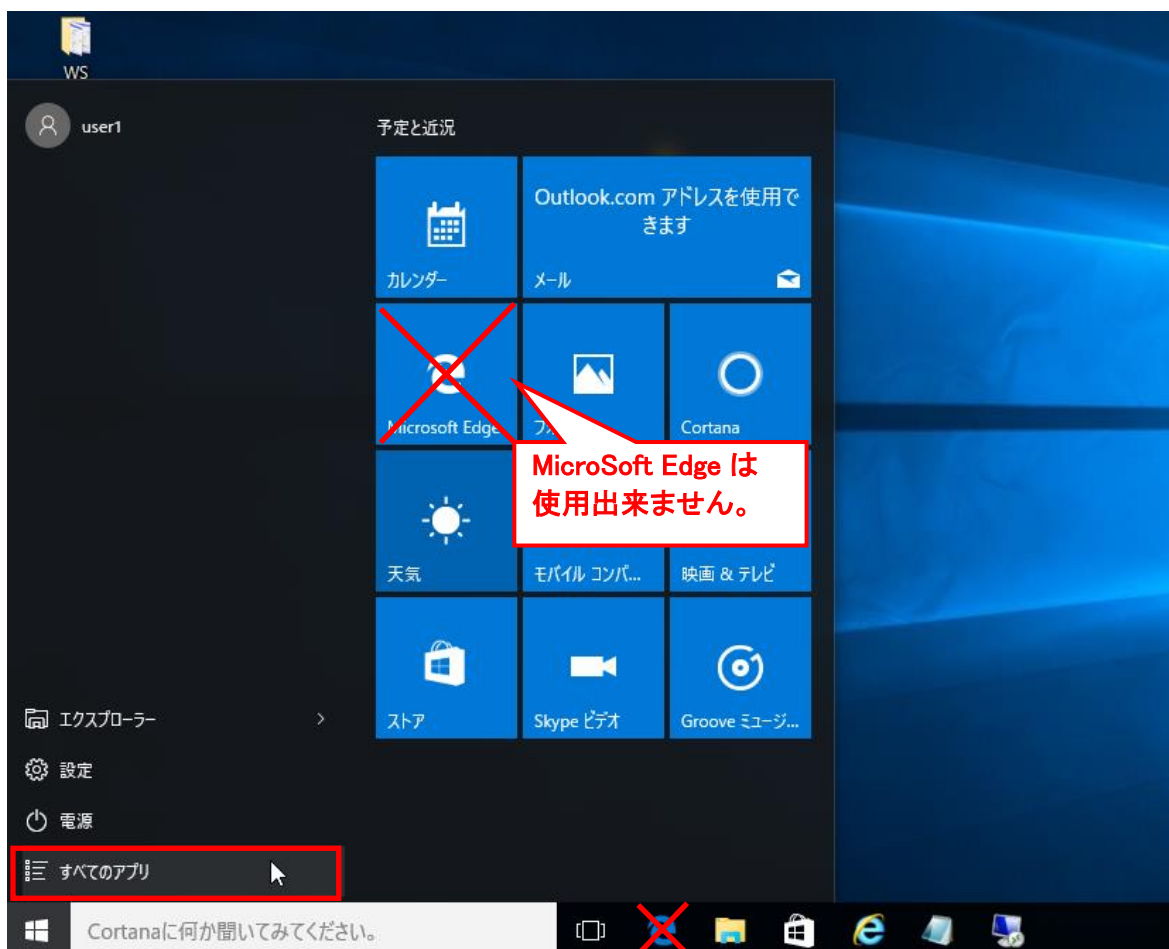 WS
user1
予定と近況
Outlook.com アドレスを使用で
きます
カレンダー
メール
Microsoft Edge
Cortana
MicroSoft Edge は
使用出来ません。
天気
モバイル コンパ...
映画 & テレビ
エクスプローラー
ストア
Skype ビデオ
Groove ミュージ...
設定
電源
すべてのアプリ
Cortanaに何か聞いてみてください。